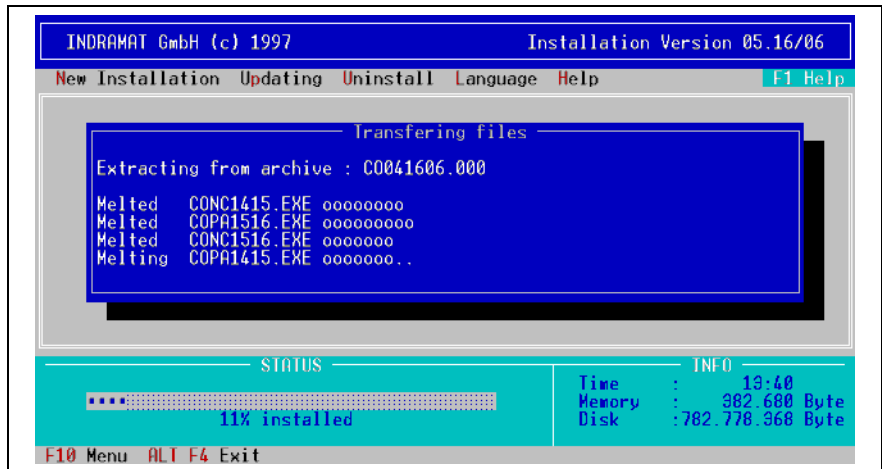 INDRAMAT GmbH (c) 1997 Installation Version 05.16/06
New Installation Updating Uninstall Language Help F1 Help
Transfering files
Extracting from archive : CO041606.000
Melted CONC1415.EXE oooooooo
Melted COPA1516.EXE ooooooooo
Melted CONC1516.EXE ooooooo
Melting COPA1415.EXE ooooooo..
STATUS
11% installed
INFO
Time : 13:40
Memory : 382.680 Byte
Disk :782.778.368 Byte
F10 Menu ALT F4 Exit